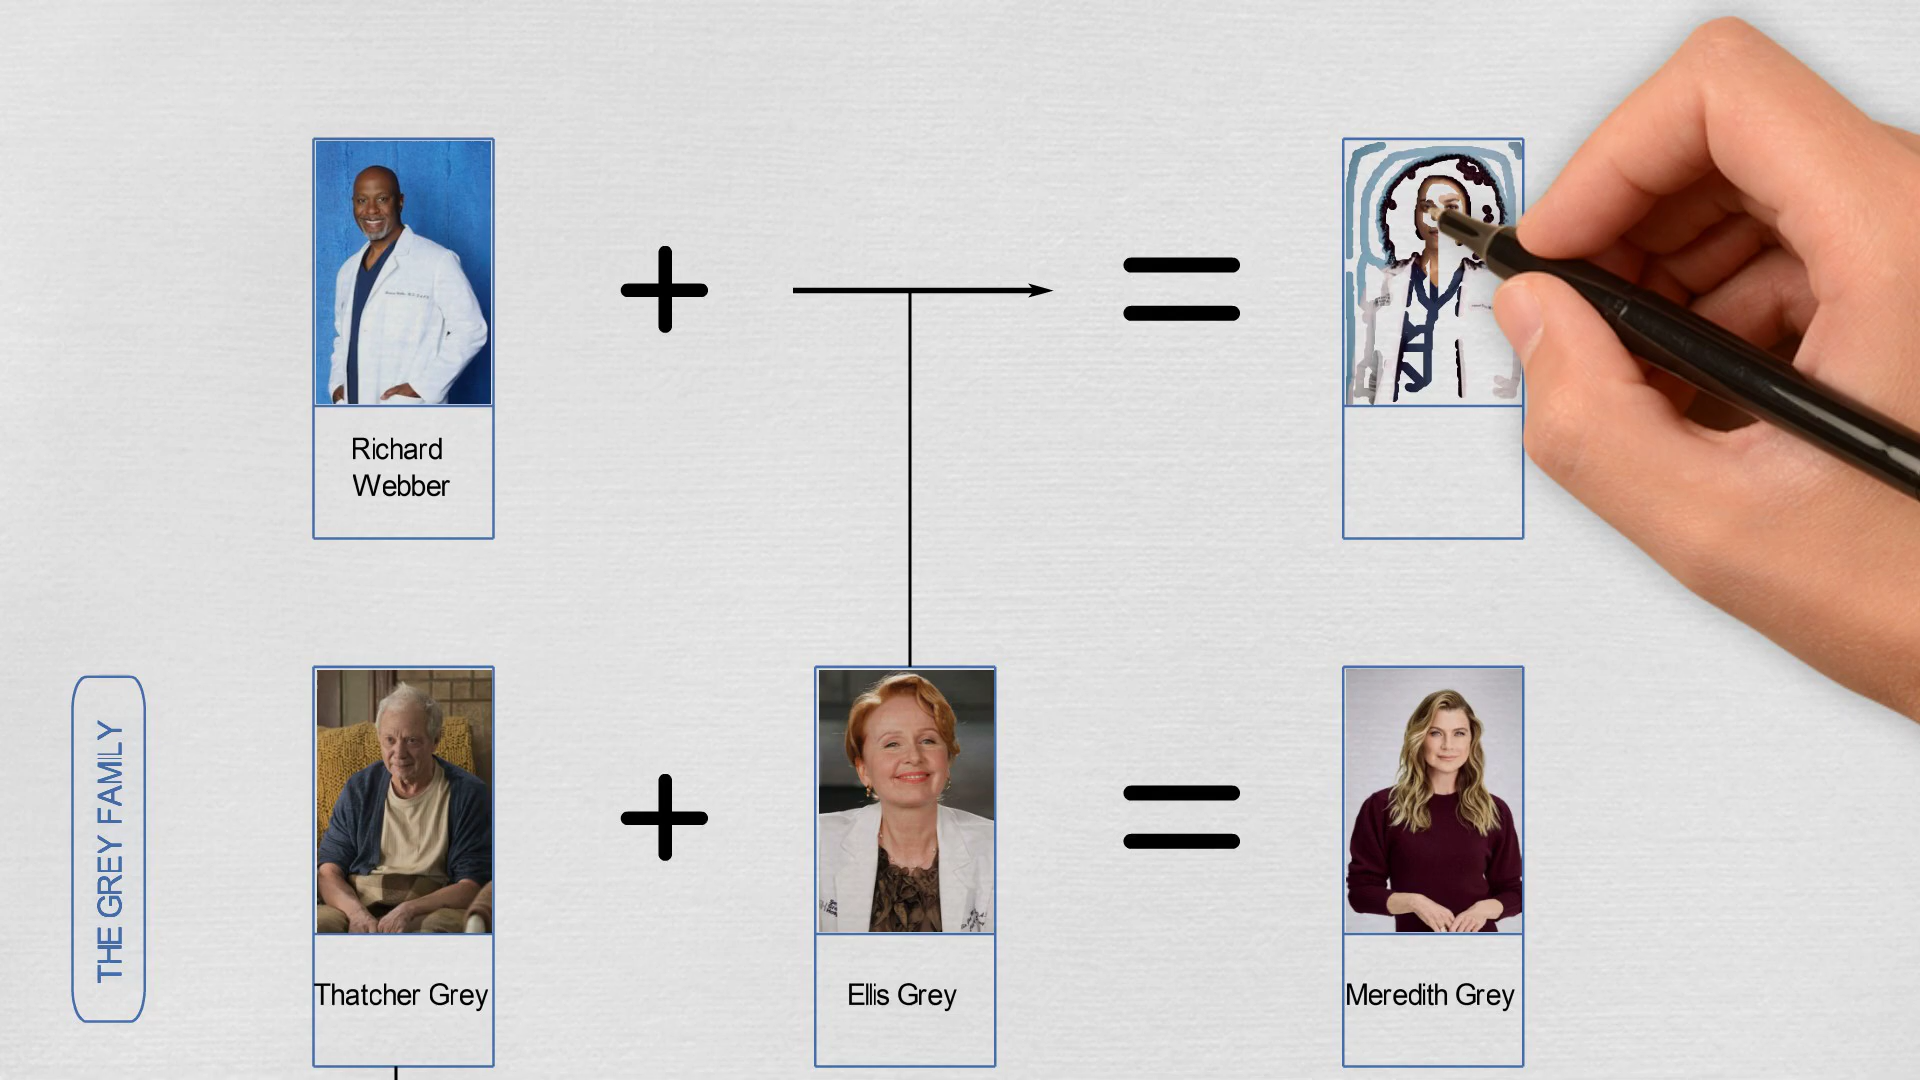 Richard
Webber
THE GREY FAMILY
Thatcher Grey
Ellis Grey
Meredith Grey